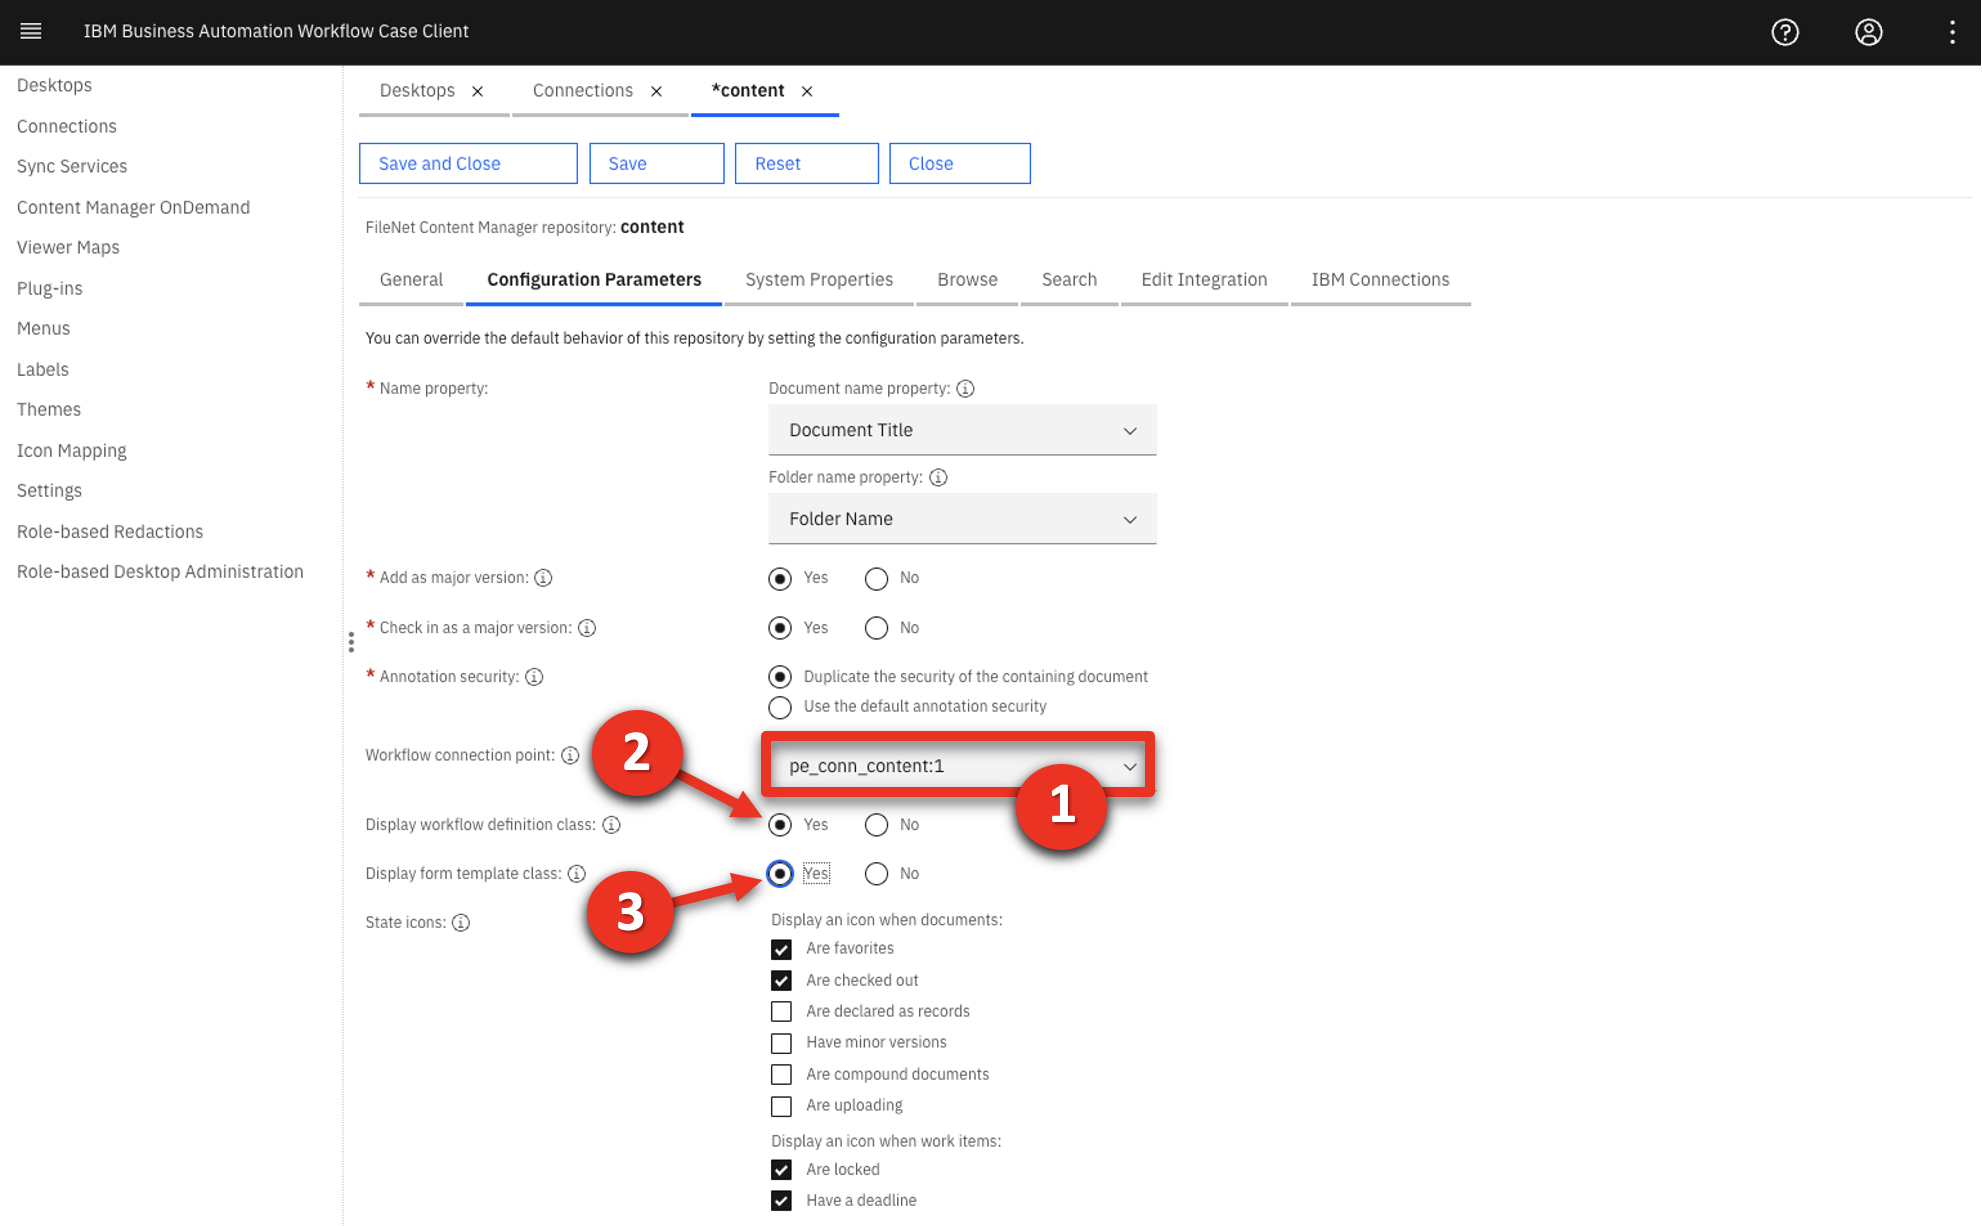 IBM Business Automation Workflow Case Client
Desktops
Connections
Sync Services
Content Manager OnDemand
Viewer Maps
Plug-ins
Menus
Labels
Themes
Icon Mapping
Settings
Role-based Redactions
Role-based Desktop Administration
Desktops Connections *content
Save and Close Save Reset Close
FileNet Content Manager repository: content
General Configuration Parameters System Properties Browse Search Edit Integration IBM Connections
You can override the default behavior of this repository by setting the configuration parameters.
* Name property: Document name property:
Document Title
Folder name property:
Folder Name
* Add as major version: Yes No
* Check in as a major version: Yes No
* Annotation security: Duplicate the security of the containing document
Use the default annotation security
Workflow connection point: 2 pe_conn_content:1
1
Display workflow definition class: Yes No
Display form template class: Yes No
3
State icons: Display an icon when documents:
Are favorites
Are checked out
Are declared as records
Have minor versions
Are compound documents
Are uploading
Display an icon when work items:
Are locked
Have a deadline